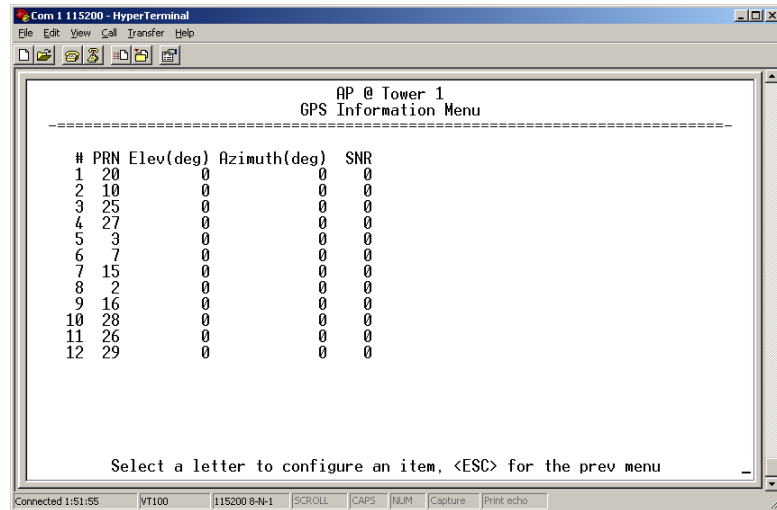 Com 1 115200 - HyperTerminal
File Edit View Call Transfer Help
AP @ Tower 1
GPS Information Menu
-==========================================================================-
# PRN Elev(deg) Azimuth(deg) SNR
1 20 0 0 0
2 10 0 0 0
3 25 0 0 0
4 27 0 0 0
5 3 0 0 0
6 7 0 0 0
7 15 0 0 0
8 2 0 0 0
9 16 0 0 0
10 28 0 0 0
11 26 0 0 0
12 29 0 0 0
Select a letter to configure an item, <ESC> for the prev menu
Connected 1:51:55 VT100 115200 8-N-1 SCROLL CAPS NUM Capture Print echo